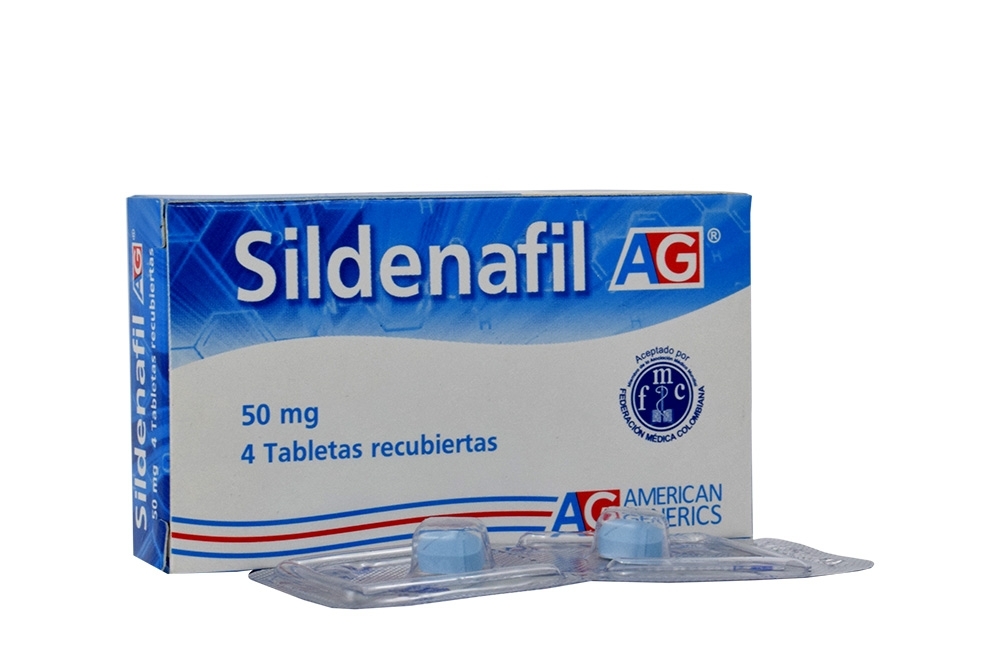 Sildenafil AG®
50 mg
4 Tabletas recubiertas
Aceptado por
fmc
FEDERACIÓN MÉDICA COLOMBIANA
AG AMERICAN
GENERICS
Sildenafil AG®
50 mg 4 Tabletas recubiertas